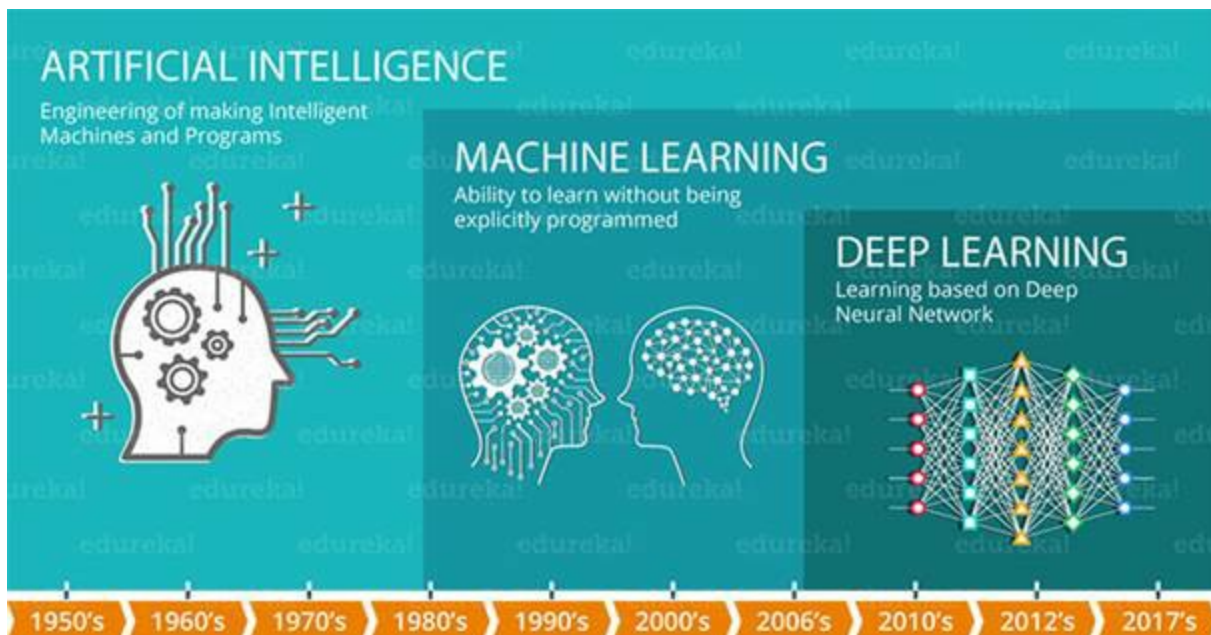 ARTIFICIAL INTELLIGENCE
Engineering of making Intelligent
Machines and Programs
MACHINE LEARNING
Ability to learn without being
explicitly programmed
DEEP LEARNING
Learning based on Deep
Neural Network
1950's
1960's
1970's
1980's
1990's
2000's
2006's
2010's
2012's
2017's
edureka!